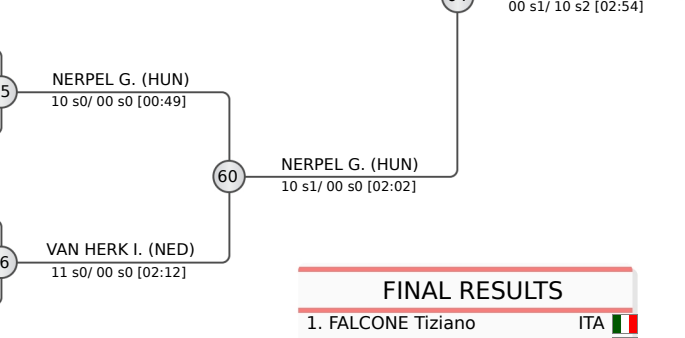 00 s1/ 10 s2 [02:54]
NERPEL G. (HUN)
5
10 s0/ 00 s0 [00:49]
NERPEL G. (HUN)
60
10 s1/ 00 s0 [02:02]
VAN HERK I. (NED)
6
11 s0/ 00 s0 [02:12]
FINAL RESULTS
1. FALCONE Tiziano ITA